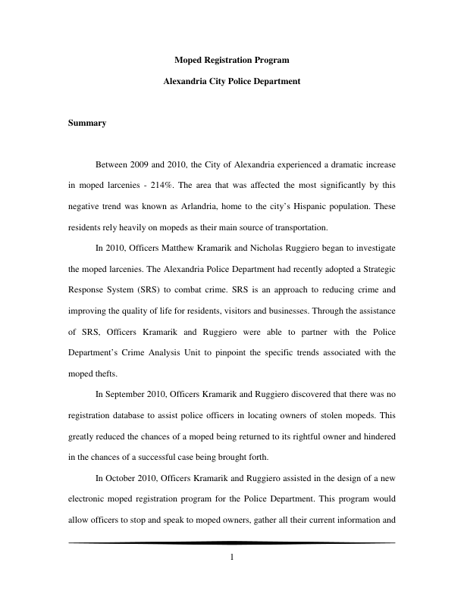 Moped Registration Program
Alexandria City Police Department
Summary
Between 2009 and 2010, the City of Alexandria experienced a dramatic increase
in moped larcenies - 214%. The area that was affected the most significantly by this
negative trend was known as Arlandria, home to the city's Hispanic population. These
residents rely heavily on mopeds as their main source of transportation.
In 2010, Officers Matthew Kramarik and Nicholas Ruggiero began to investigate
the moped larcenies. The Alexandria Police Department had recently adopted a Strategic
Response System (SRS) to combat crime. SRS is an approach to reducing crime and
improving the quality of life for residents, visitors and businesses. Through the assistance
of SRS, Officers Kramarik and Ruggiero were able to partner with the Police
Department's Crime Analysis Unit to pinpoint the specific trends associated with the
moped thefts.
In September 2010, Officers Kramarik and Ruggiero discovered that there was no
registration database to assist police officers in locating owners of stolen mopeds. This
greatly reduced the chances of a moped being returned to its rightful owner and hindered
in the chances of a successful case being brought forth.
In October 2010, Officers Kramarik and Ruggiero assisted in the design of a new
electronic moped registration program for the Police Department. This program would
allow officers to stop and speak to moped owners, gather all their current information and
1